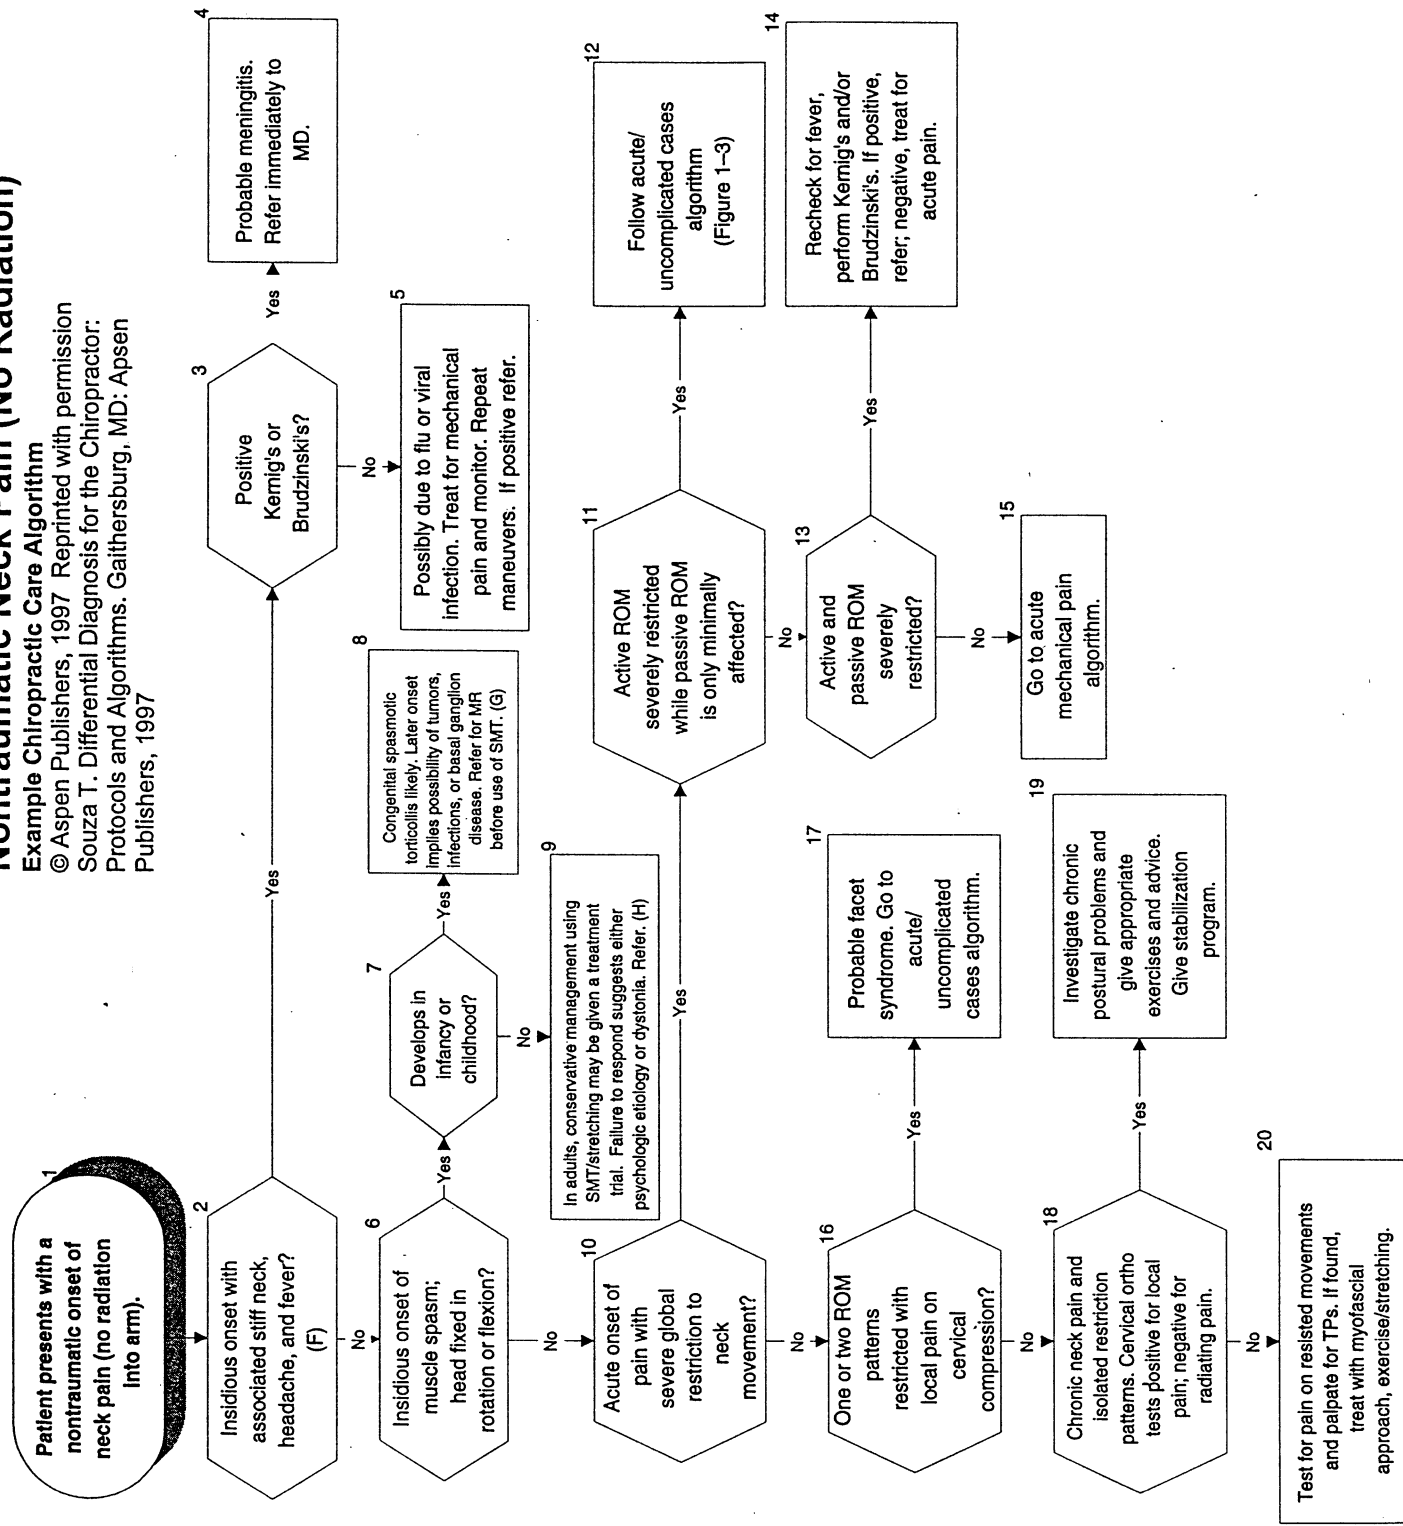 Nontraumatic Neck Pain (No Radiation)
Example Chiropractic Care Algorithm
© Aspen Publishers, 1997 Reprinted with permission
Souza T. Differential Diagnosis for the Chiropractor:
Protocols and Algorithms. Gaithersburg, MD: Apsen
Publishers, 1997
1
Patient presents with a
nontraumatic onset of
neck pain (no radiation
into arm).
2
Insidious onset with
associated stiff neck,
headache, and fever?
(F)
Yes
No
3
Positive
Kernig's or
Brudzinski's?
Yes
No
4
Probable meningitis.
Refer immediately to
MD.
5
Possibly due to flu or viral
infection. Treat for mechanical
pain and monitor. Repeat
maneuvers. If positive refer.
6
Insidious onset of
muscle spasm;
head fixed in
rotation or flexion?
Yes
No
7
Develops in
infancy or
childhood?
Yes
No
8
Congenital spasmotic
torticollis likely. Later onset
implies possibility of tumors,
infections, or basal ganglion
disease. Refer for MR
before use of SMT. (G)
9
In adults, conservative management using
SMT/stretching may be given a treatment
trial. Failure to respond suggests either
psychologic etiology or dystonia. Refer. (H)
10
Acute onset of
pain with
severe global
restriction to
neck
movement?
Yes
No
11
Active ROM
severely restricted
while passive ROM
is only minimally
affected?
Yes
No
12
Follow acute/
uncomplicated cases
algorithm
(Figure 1–3)
13
Active and
passive ROM
severely
restricted?
Yes
No
14
Recheck for fever,
perform Kernig's and/or
Brudzinski's. If positive,
refer; negative, treat for
acute pain.
15
Go to acute
mechanical pain
algorithm.
16
One or two ROM
patterns
restricted with
local pain on
cervical
compression?
Yes
No
17
Probable facet
syndrome. Go to
acute/
uncomplicated
cases algorithm.
18
Chronic neck pain and
isolated restriction
patterns. Cervical ortho
tests positive for local
pain; negative for
radiating pain.
Yes
No
19
Investigate chronic
postural problems and
give appropriate
exercises and advice.
Give stabilization
program.
20
Test for pain on resisted movements
and palpate for TPs. If found,
treat with myofascial
approach, exercise/stretching.